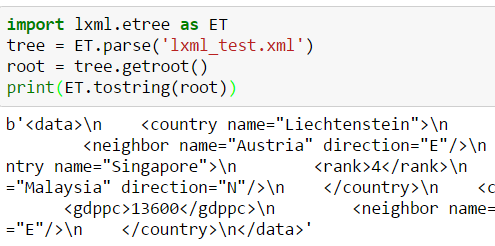 import lxml.etree as ET
tree = ET.parse('lxml_test.xml')
root = tree.getroot()
print(ET.tostring(root))
b'<data>\n    <country name="Liechtenstein">\n
        <neighbor name="Austria" direction="E"/>\n
ntry name="Singapore">\n        <rank>4</rank>\n
="Malaysia" direction="N"/>\n    </country>\n    <c
      <gdppc>13600</gdppc>\n        <neighbor name=
="E"/>\n    </country>\n</data>'